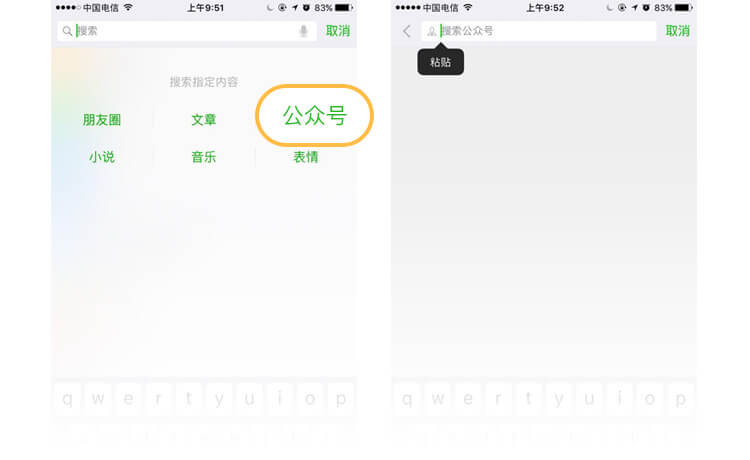 中国电信 上午9:51 83%
搜索 取消
搜索指定内容
朋友圈 文章 公众号
小说 音乐 表情
q w e r t y u i o p
中国电信 上午9:52 83%
搜索公众号 取消
粘贴
q w e r t y u i o p